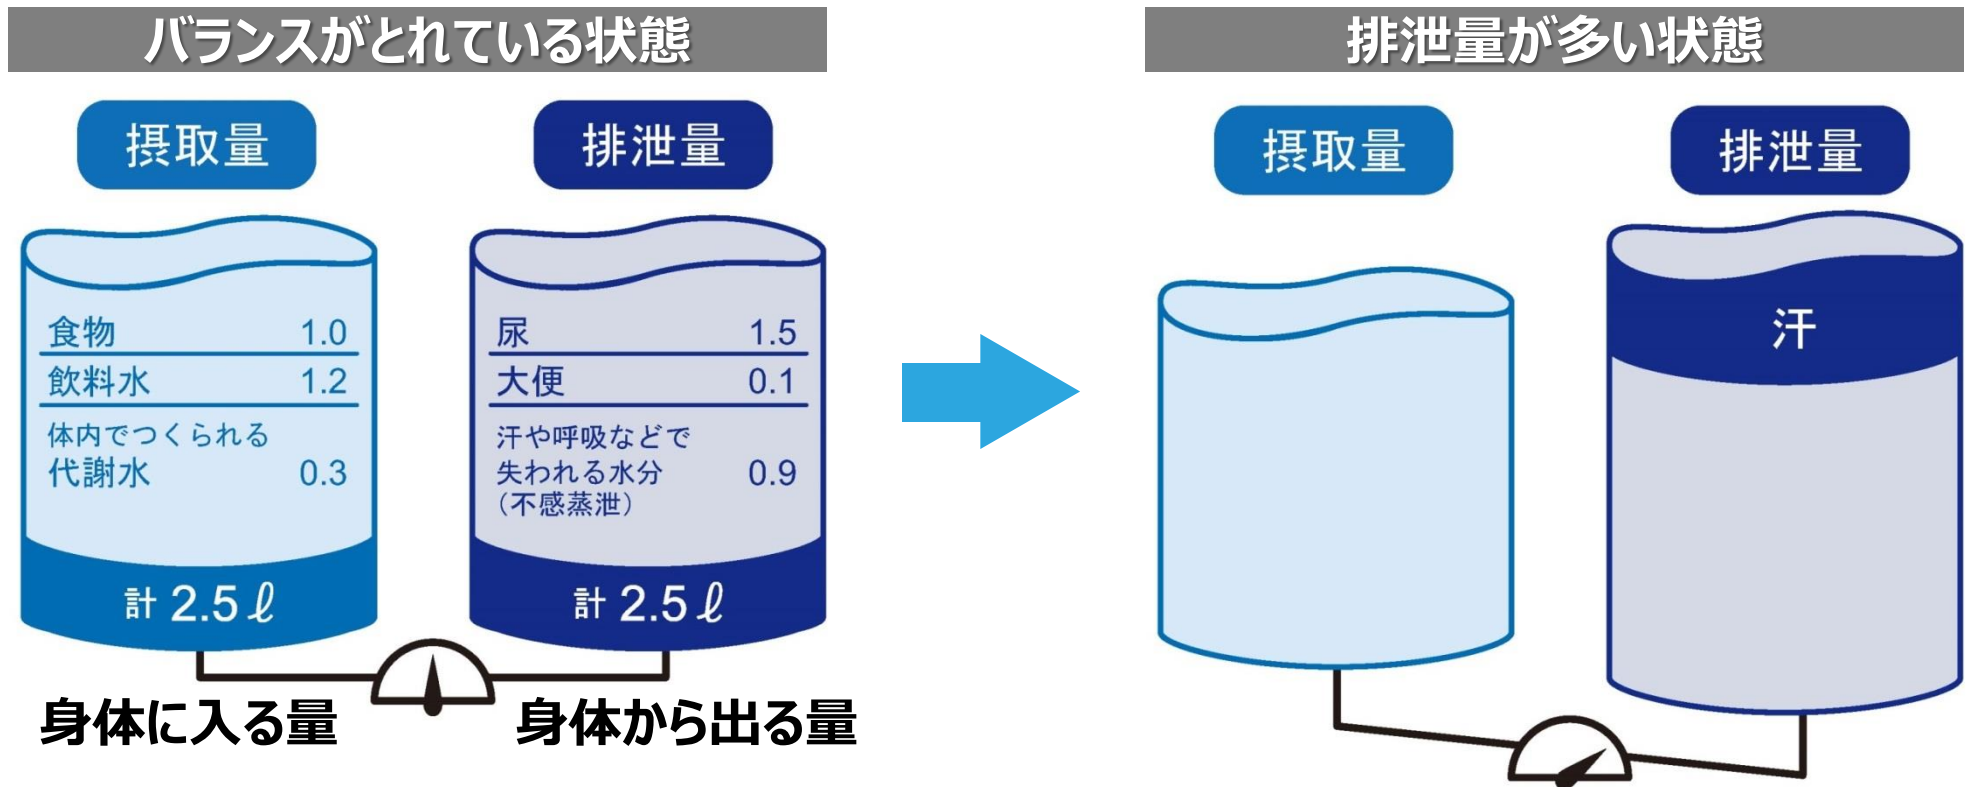 バランスがとれている状態
摂取量
排泄量
食物 1.0
飲料水 1.2
体内でつくられる
代謝水 0.3
計 2.5ℓ
尿 1.5
大便 0.1
汗や呼吸などで
失われる水分 0.9
(不感蒸泄)
計 2.5ℓ
身体に入る量
身体から出る量
排泄量が多い状態
摂取量
排泄量
汗